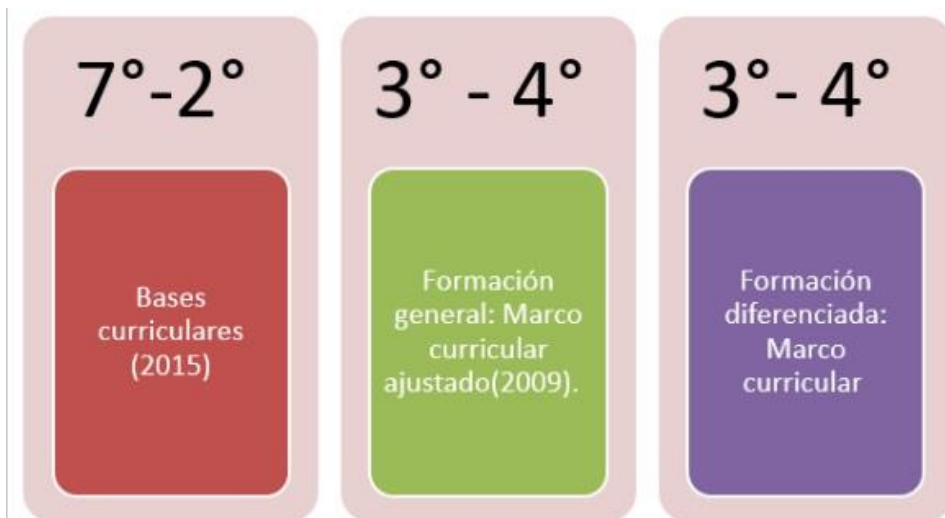 7°-2°
Bases
curriculares
(2015)
3° - 4°
Formación
general: Marco
curricular
ajustado(2009).
3°- 4°
Formación
diferenciada:
Marco
curricular